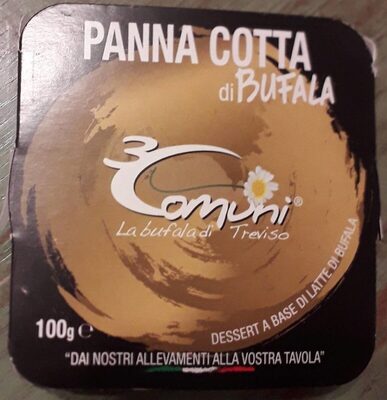 PANNA COTTA
di BUFALA
3 Comuni®
La bufala di Treviso
DESSERT A BASE DI LATTE DI BUFALA
100g ℮
"DAI NOSTRI ALLEVAMENTI ALLA VOSTRA TAVOLA"